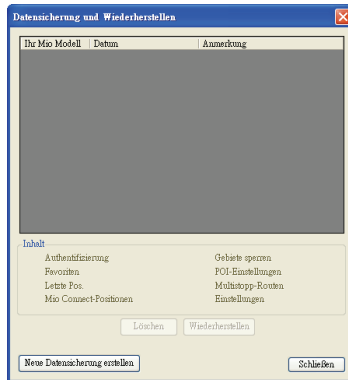 Datensicherung und Wiederherstellen
Ihr Mio Modell Datum Anmerkung
Inhalt
Authentifizierung Gebiete sperren
Favoriten POI-Einstellungen
Letzte Pos. Multistopp-Routen
Mio Connect-Positionen Einstellungen
Löschen Wiederherstellen
Neue Datensicherung erstellen Schließen